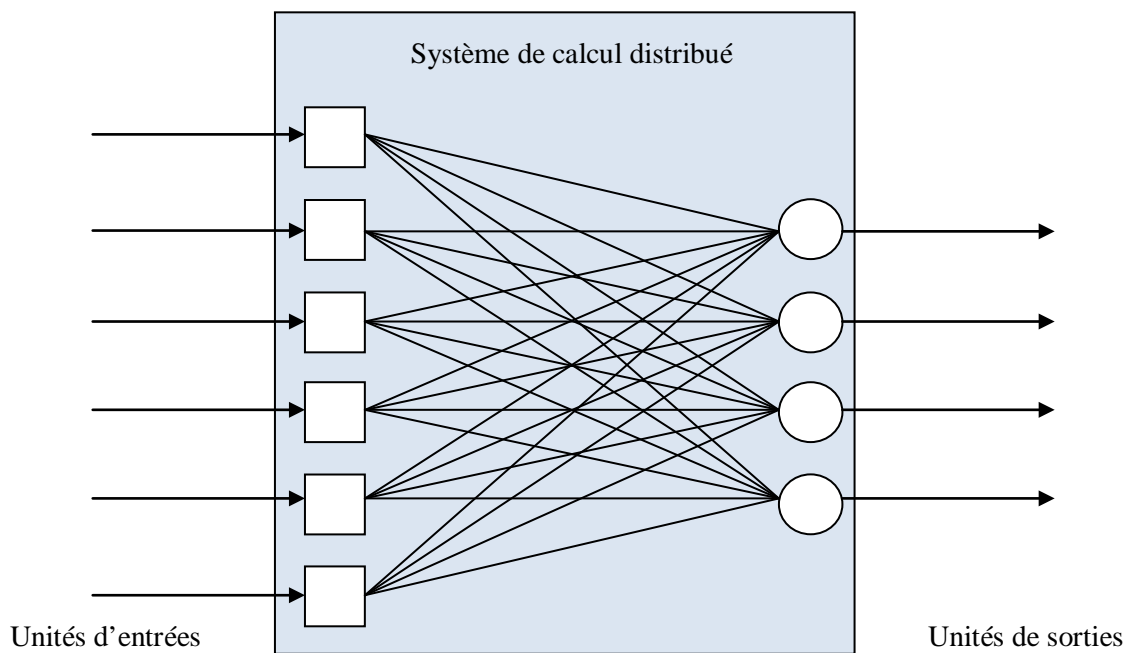 Système de calcul distribué
Unités d’entrées
Unités de sorties